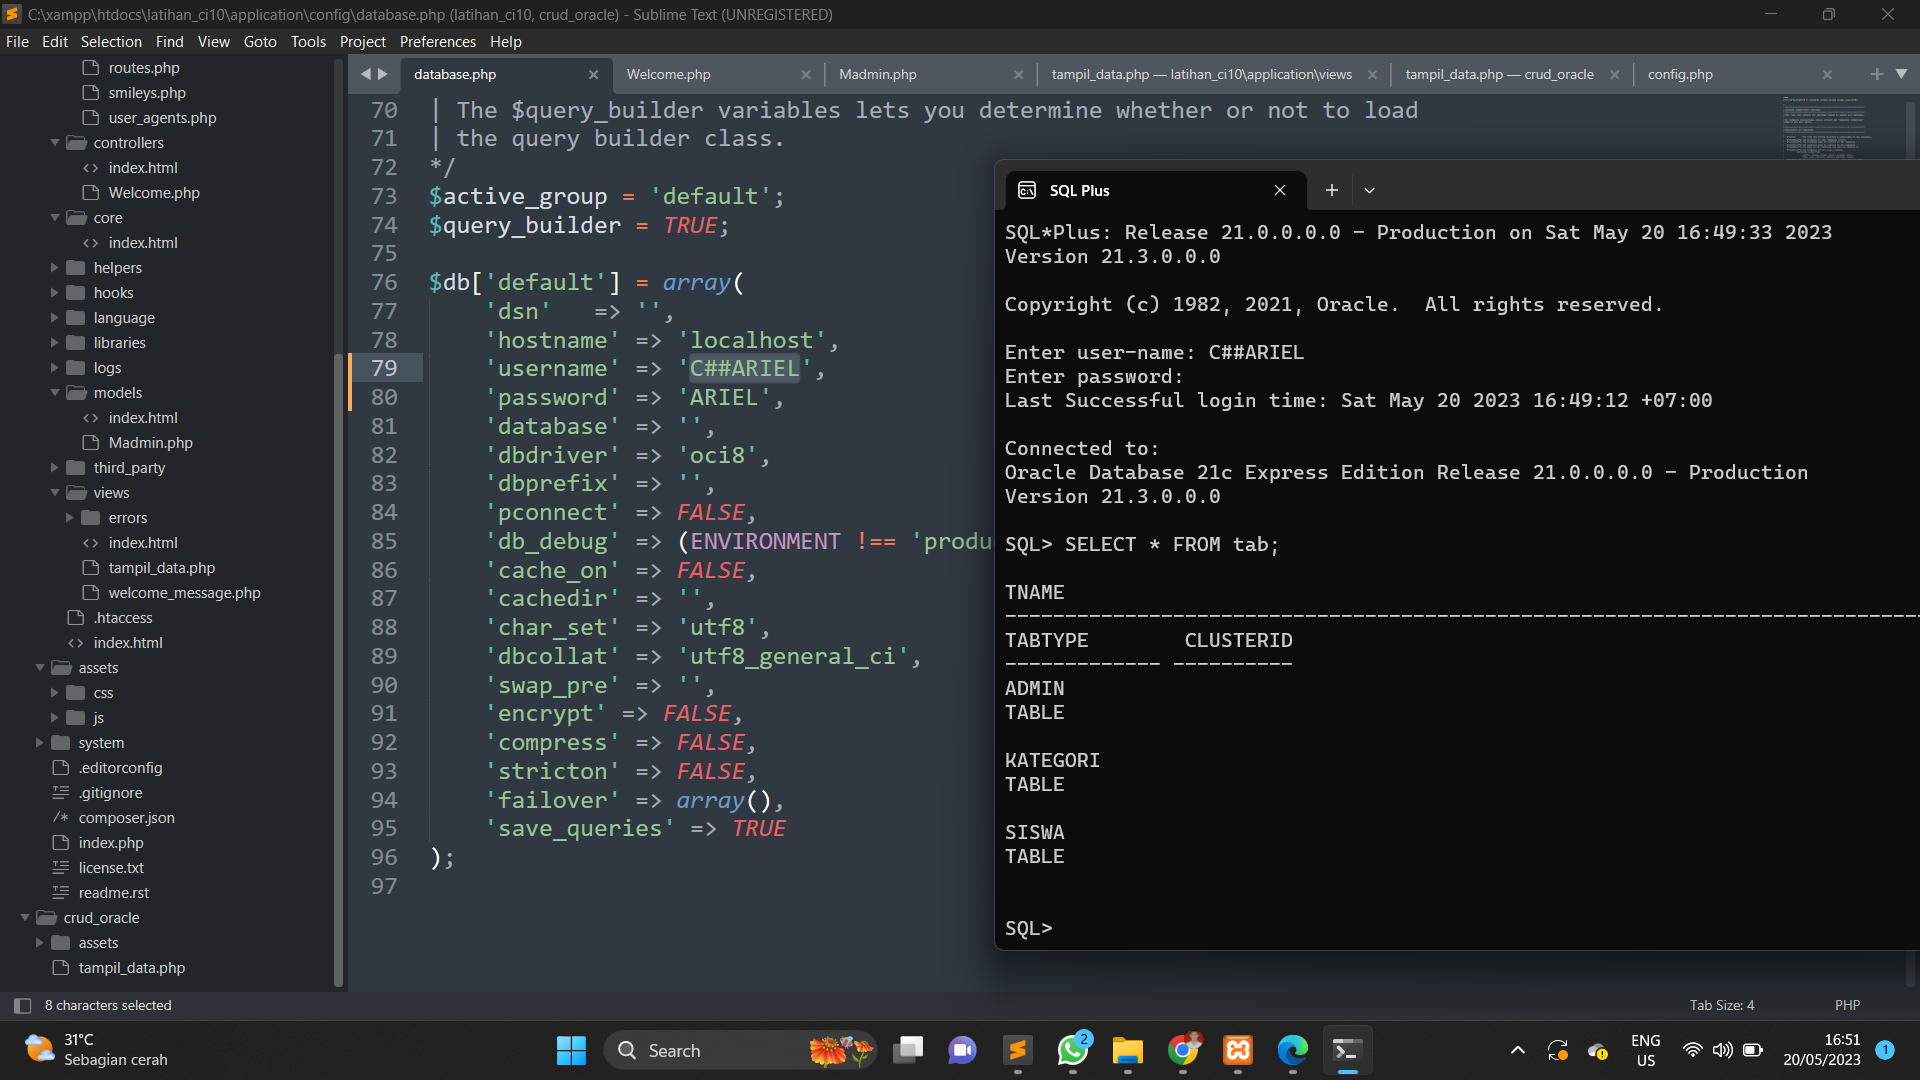 C:\xampp\htdocs\latihan_ci10\application\config\database.php (latihan_ci10, crud_oracle) - Sublime Text (UNREGISTERED)
File Edit Selection Find View Goto Tools Project Preferences Help
routes.php
smileys.php
user_agents.php
controllers
index.html
Welcome.php
core
index.html
helpers
hooks
language
libraries
logs
models
index.html
Madmin.php
third_party
views
errors
index.html
tampil_data.php
welcome_message.php
.htaccess
index.html
assets
css
js
system
.editorconfig
.gitignore
composer.json
index.php
license.txt
readme.rst
crud_oracle
assets
tampil_data.php
database.php
Welcome.php
Madmin.php
tampil_data.php — latihan_ci10\application\views
tampil_data.php — crud_oracle
config.php
70 | The $query_builder variables lets you determine whether or not to load
71 | the query builder class.
72 */
73 $active_group = 'default';
74 $query_builder = TRUE;
75
76 $db['default'] = array(
77 'dsn' => '',
78 'hostname' => 'localhost',
79 'username' => 'C##ARIEL',
80 'password' => 'ARIEL',
81 'database' => '',
82 'dbdriver' => 'oci8',
83 'dbprefix' => '',
84 'pconnect' => FALSE,
85 'db_debug' => (ENVIRONMENT !== 'produ
86 'cache_on' => FALSE,
87 'cachedir' => '',
88 'char_set' => 'utf8',
89 'dbcollat' => 'utf8_general_ci',
90 'swap_pre' => '',
91 'encrypt' => FALSE,
92 'compress' => FALSE,
93 'stricton' => FALSE,
94 'failover' => array(),
95 'save_queries' => TRUE
96 );
97
SQL Plus
SQL*Plus: Release 21.0.0.0.0 - Production on Sat May 20 16:49:33 2023
Version 21.3.0.0.0
Copyright (c) 1982, 2021, Oracle.  All rights reserved.
Enter user-name: C##ARIEL
Enter password:
Last Successful login time: Sat May 20 2023 16:49:12 +07:00
Connected to:
Oracle Database 21c Express Edition Release 21.0.0.0.0 - Production
Version 21.3.0.0.0
SQL> SELECT * FROM tab;
TNAME
--------------------------------------------------------------------------------
TABTYPE        CLUSTERID
------------- ----------
ADMIN
TABLE
KATEGORI
TABLE
SISWA
TABLE
SQL>
8 characters selected
Tab Size: 4
PHP
31°C
Sebagian cerah
Search
2
ENG
US
16:51
20/05/2023
1